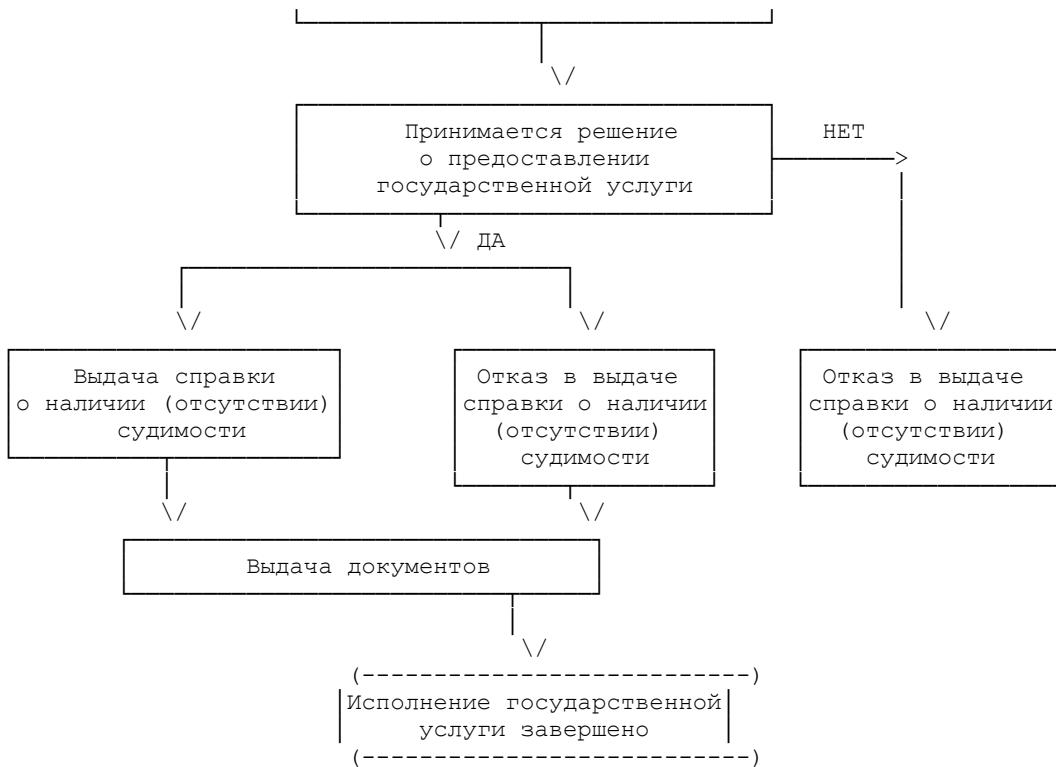 Принимается решение
о предоставлении
государственной услуги
НЕТ
ДА
Выдача справки
о наличии (отсутствии)
судимости
Отказ в выдаче
справки о наличии
(отсутствии)
судимости
Отказ в выдаче
справки о наличии
(отсутствии)
судимости
Выдача документов
Исполнение государственной
услуги завершено